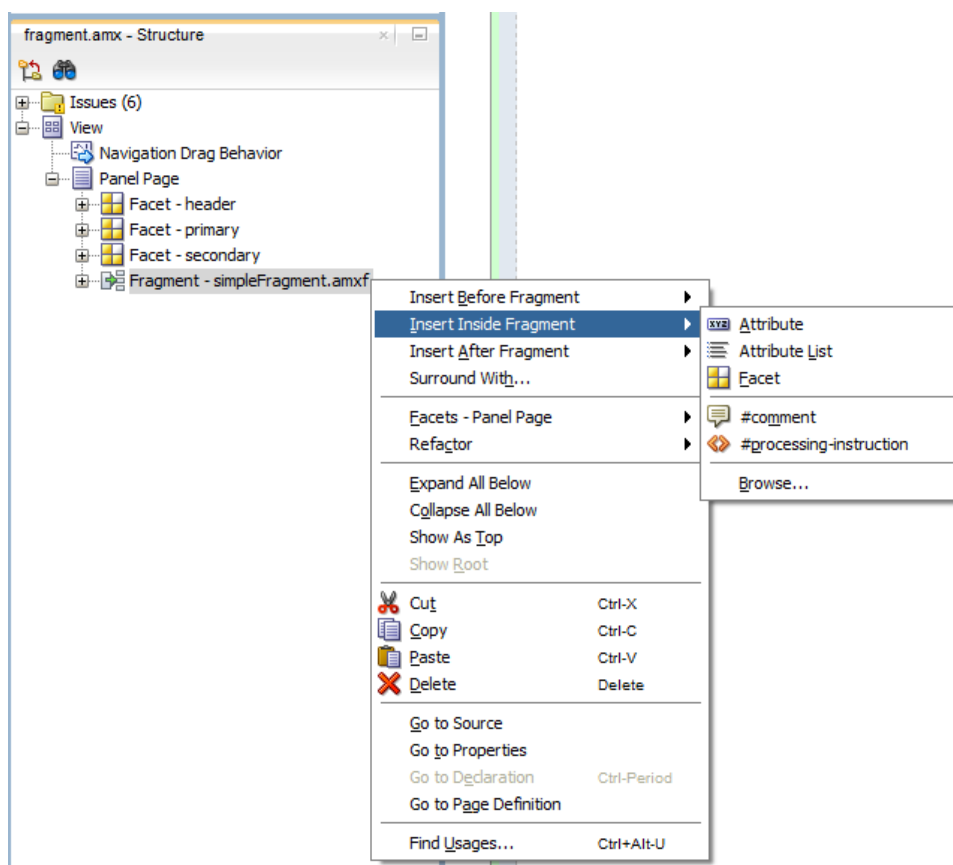 fragment.amx - Structure
Issues (6)
View
Navigation Drag Behavior
Panel Page
Facet - header
Facet - primary
Facet - secondary
Fragment - simpleFragment.amxf
Insert Before Fragment
Insert Inside Fragment
Insert After Fragment
Surround With...
Facets - Panel Page
Refactor
Expand All Below
Collapse All Below
Show As Top
Show Root
Cut Ctrl-X
Copy Ctrl-C
Paste Ctrl-V
Delete Delete
Go to Source
Go to Properties
Go to Declaration Ctrl-Period
Go to Page Definition
Find Usages... Ctrl+Alt-U
XYZ Attribute
Attribute List
Facet
#comment
#processing-instruction
Browse...